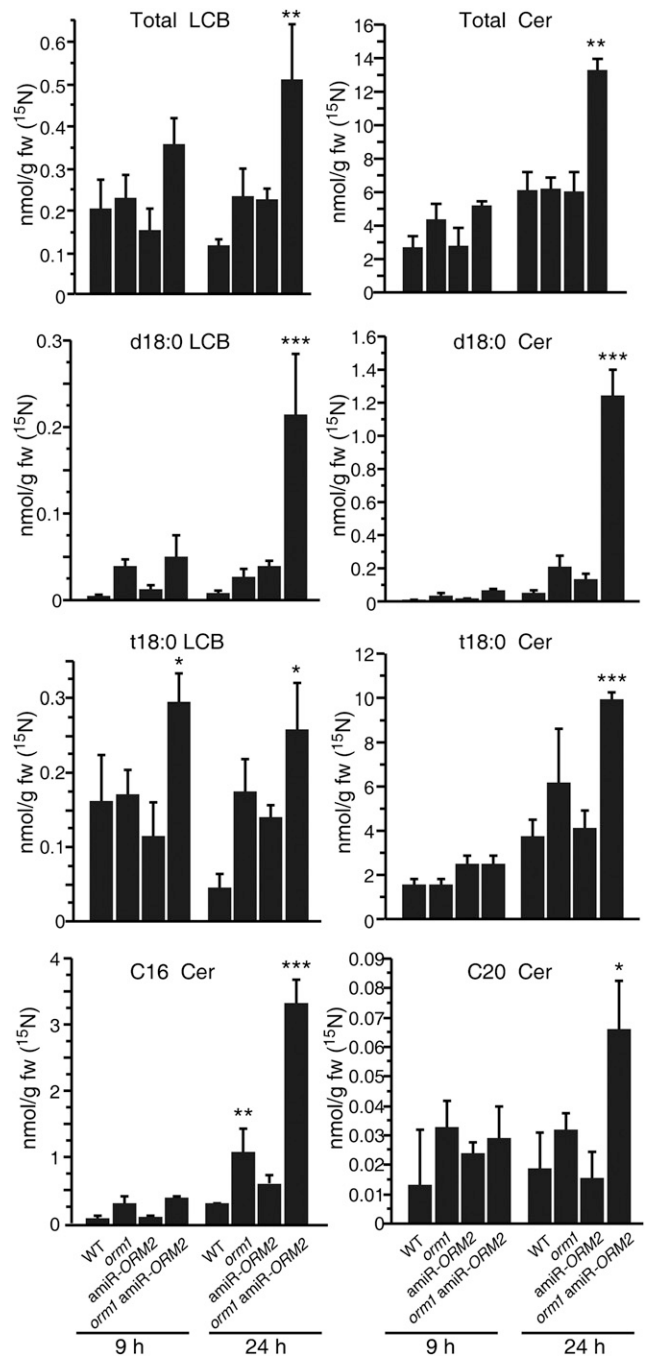 Total LCB
nmol/g fw (¹⁵N)
0.6
0.5
0.4
0.3
0.2
0.1
0
**
Total Cer
nmol/g fw (¹⁵N)
16
14
12
10
8
6
4
2
0
**
d18:0 LCB
nmol/g fw (¹⁵N)
0.3
0.2
0.1
0
***
d18:0 Cer
nmol/g fw (¹⁵N)
1.6
1.4
1.2
1.0
0.8
0.6
0.4
0.2
0
***
t18:0 LCB
nmol/g fw (¹⁵N)
0.3
0.2
0.1
0
*
*
t18:0 Cer
nmol/g fw (¹⁵N)
12
10
8
6
4
2
0
***
C16 Cer
nmol/g fw (¹⁵N)
4
3
2
1
0
**
***
C20 Cer
nmol/g fw (¹⁵N)
0.09
0.08
0.07
0.06
0.05
0.04
0.03
0.02
0.01
0
*
WT
orm1
amiR-ORM2
orm1 amiR-ORM2
WT
orm1
amiR-ORM2
orm1 amiR-ORM2
9 h
24 h
WT
orm1
amiR-ORM2
orm1 amiR-ORM2
WT
orm1
amiR-ORM2
orm1 amiR-ORM2
9 h
24 h